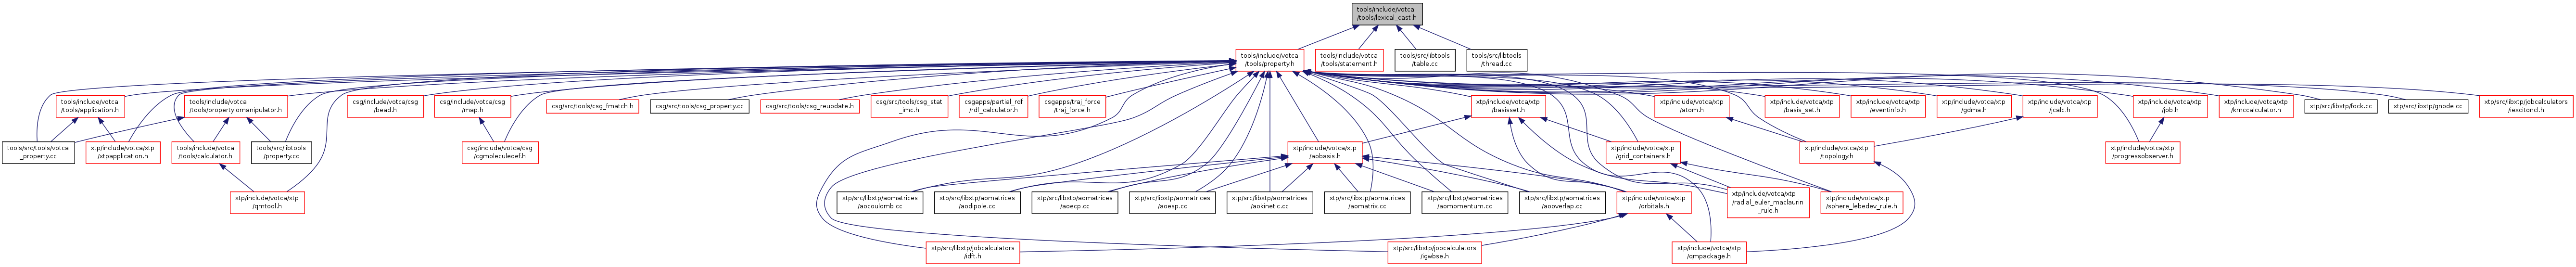 tools/include/votca
/tools/lexical_cast.h
tools/include/votca
/tools/property.h
tools/include/votca
/tools/statement.h
tools/src/libtools
/table.cc
tools/src/libtools
/thread.cc
tools/include/votca
/tools/application.h
tools/include/votca
/tools/propertyiomanipulator.h
csg/include/votca/csg
/bead.h
csg/include/votca/csg
/map.h
csg/src/tools/csg_fmatch.h
csg/src/tools/csg_property.cc
csg/src/tools/csg_reupdate.h
csg/src/tools/csg_stat
_imc.h
csgapps/partial_rdf
/rdf_calculator.h
csgapps/traj_force
/traj_force.h
xtp/include/votca/xtp
/basisset.h
xtp/include/votca/xtp
/atom.h
xtp/include/votca/xtp
/basis_set.h
xtp/include/votca/xtp
/eventinfo.h
xtp/include/votca/xtp
/gdma.h
xtp/include/votca/xtp
/jcalc.h
xtp/include/votca/xtp
/job.h
xtp/include/votca/xtp
/kmccalculator.h
xtp/src/libxtp/fock.cc
xtp/src/libxtp/gnode.cc
xtp/src/libxtp/jobcalculators
/iexcitoncl.h
tools/src/tools/votca
_property.cc
xtp/include/votca/xtp
/xtpapplication.h
tools/include/votca
/tools/calculator.h
tools/src/libtools
/property.cc
csg/include/votca/csg
/cgmoleculedef.h
xtp/include/votca/xtp
/aobasis.h
xtp/include/votca/xtp
/grid_containers.h
xtp/include/votca/xtp
/topology.h
xtp/include/votca/xtp
/progressobserver.h
xtp/include/votca/xtp
/qmtool.h
xtp/src/libxtp/aomatrices
/aocoulomb.cc
xtp/src/libxtp/aomatrices
/aodipole.cc
xtp/src/libxtp/aomatrices
/aoecp.cc
xtp/src/libxtp/aomatrices
/aoesp.cc
xtp/src/libxtp/aomatrices
/aokinetic.cc
xtp/src/libxtp/aomatrices
/aomatrix.cc
xtp/src/libxtp/aomatrices
/aomomentum.cc
xtp/src/libxtp/aomatrices
/aooverlap.cc
xtp/include/votca/xtp
/orbitals.h
xtp/include/votca/xtp
/radial_euler_maclaurin
_rule.h
xtp/include/votca/xtp
/sphere_lebedev_rule.h
xtp/src/libxtp/jobcalculators
/idft.h
xtp/src/libxtp/jobcalculators
/igwbse.h
xtp/include/votca/xtp
/qmpackage.h